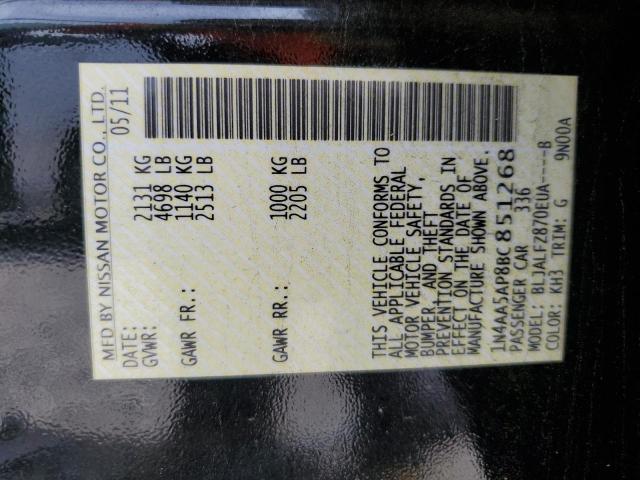 MFD BY NISSAN MOTOR CO., LTD.
DATE: 05/11
GVWR: 2131 KG
4698 LB
GAWR FR.: 1140 KG
2513 LB
GAWR RR.: 1000 KG
2205 LB
THIS VEHICLE CONFORMS TO
ALL APPLICABLE FEDERAL
MOTOR VEHICLE SAFETY,
BUMPER, AND THEFT
PREVENTION STANDARDS IN
EFFECT ON THE DATE OF
MANUFACTURE SHOWN ABOVE.
1N4AA5AP8BC851268
PASSENGER CAR 336
MODEL: BLJALFZ870EUA----B
COLOR: KH3 TRIM: G 9N00A